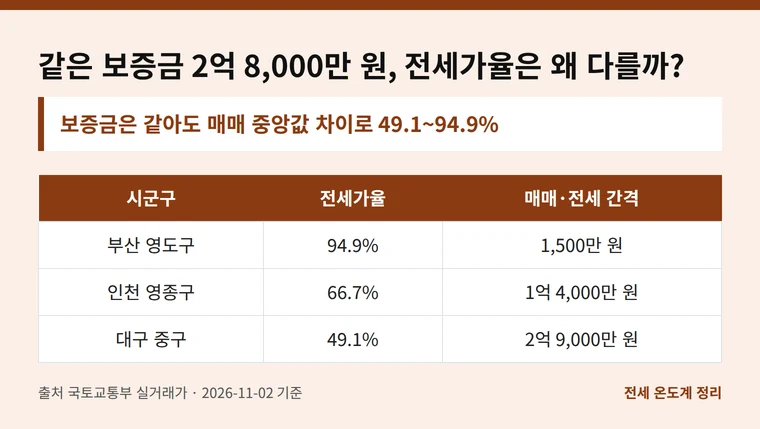 같은 보증금 2억 8,000만 원, 전세가율은 왜 다를까?
보증금은 같아도 매매 중앙값 차이로 49.1~94.9%
시군구 전세가율 매매·전세 간격
부산 영도구 94.9% 1,500만 원
인천 영종구 66.7% 1억 4,000만 원
대구 중구 49.1% 2억 9,000만 원
출처 국토교통부 실거래가 · 2026-11-02 기준 전세 온도계 정리